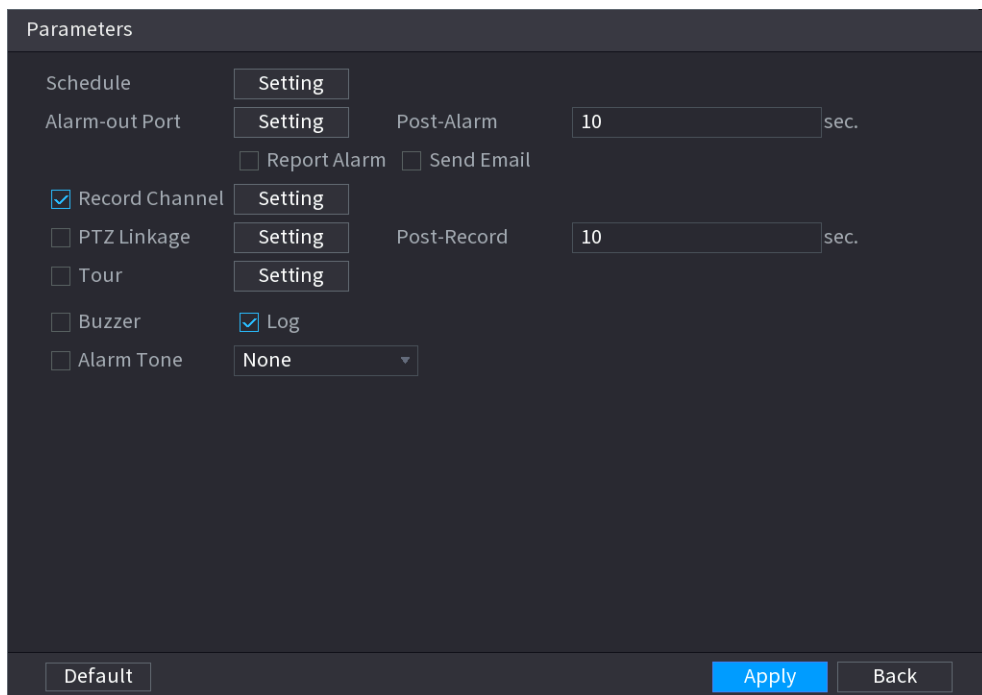 Parameters
Schedule Setting
Alarm-out Port Setting Post-Alarm 10 sec.
Report Alarm Send Email
Record Channel Setting
PTZ Linkage Setting Post-Record 10 sec.
Tour Setting
Buzzer Log
Alarm Tone None
Default Apply Back